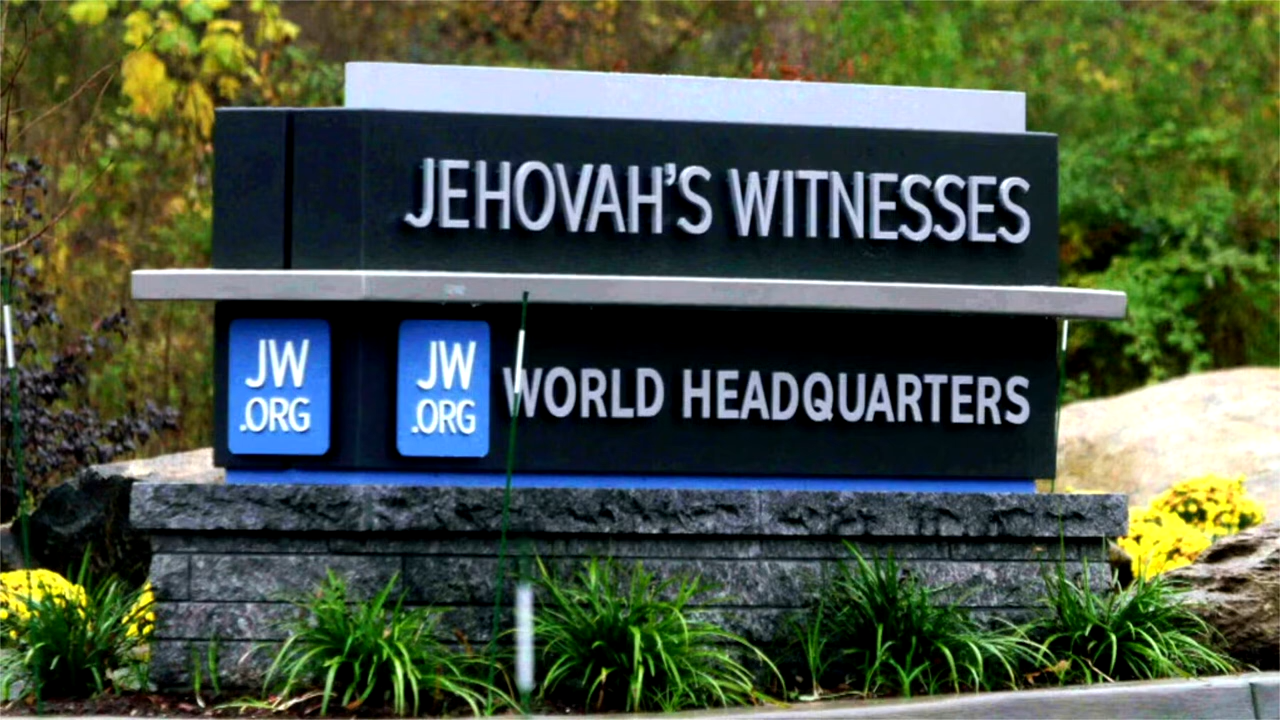 JEHOVAH'S WITNESSES
JW
.ORG
JW
.ORG
WORLD HEADQUARTERS